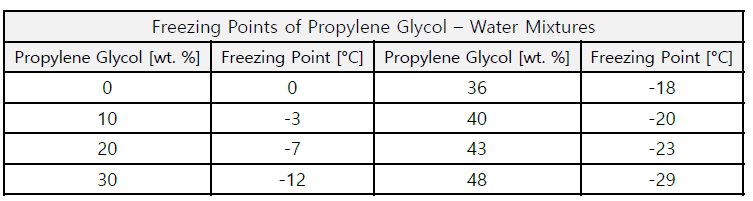 Freezing Points of Propylene Glycol – Water Mixtures
Propylene Glycol [wt. %] Freezing Point [°C] Propylene Glycol [wt. %] Freezing Point [°C]
0 0 36 -18
10 -3 40 -20
20 -7 43 -23
30 -12 48 -29